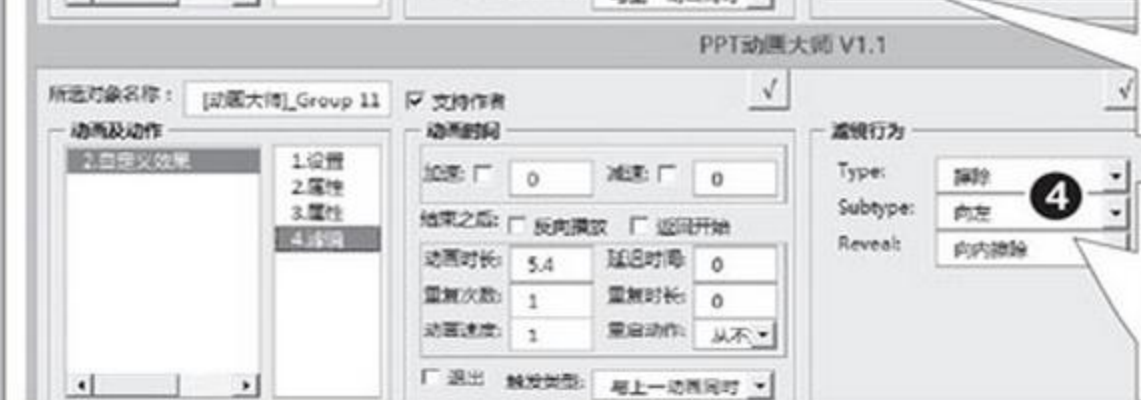 PPT动画大师 V1.1
所选对象名称： [动画大师]_Group 11 支持作者 √ √
动画及动作 动画时间 滤镜行为
2.自定义效果 1.设置 2.属性 3.属性 4.滤镜
加速: 0 减速: 0
Type: 擦除
Subtype: 向左 4
结束之后: 反向播放 返回开始
Reveal: 向内擦除
动画时长: 5.4 延迟时间: 0
重复次数: 1 重复时长: 0
动画速度: 1 重启动作: 从不
退出 触发类型: 与上一动画同时